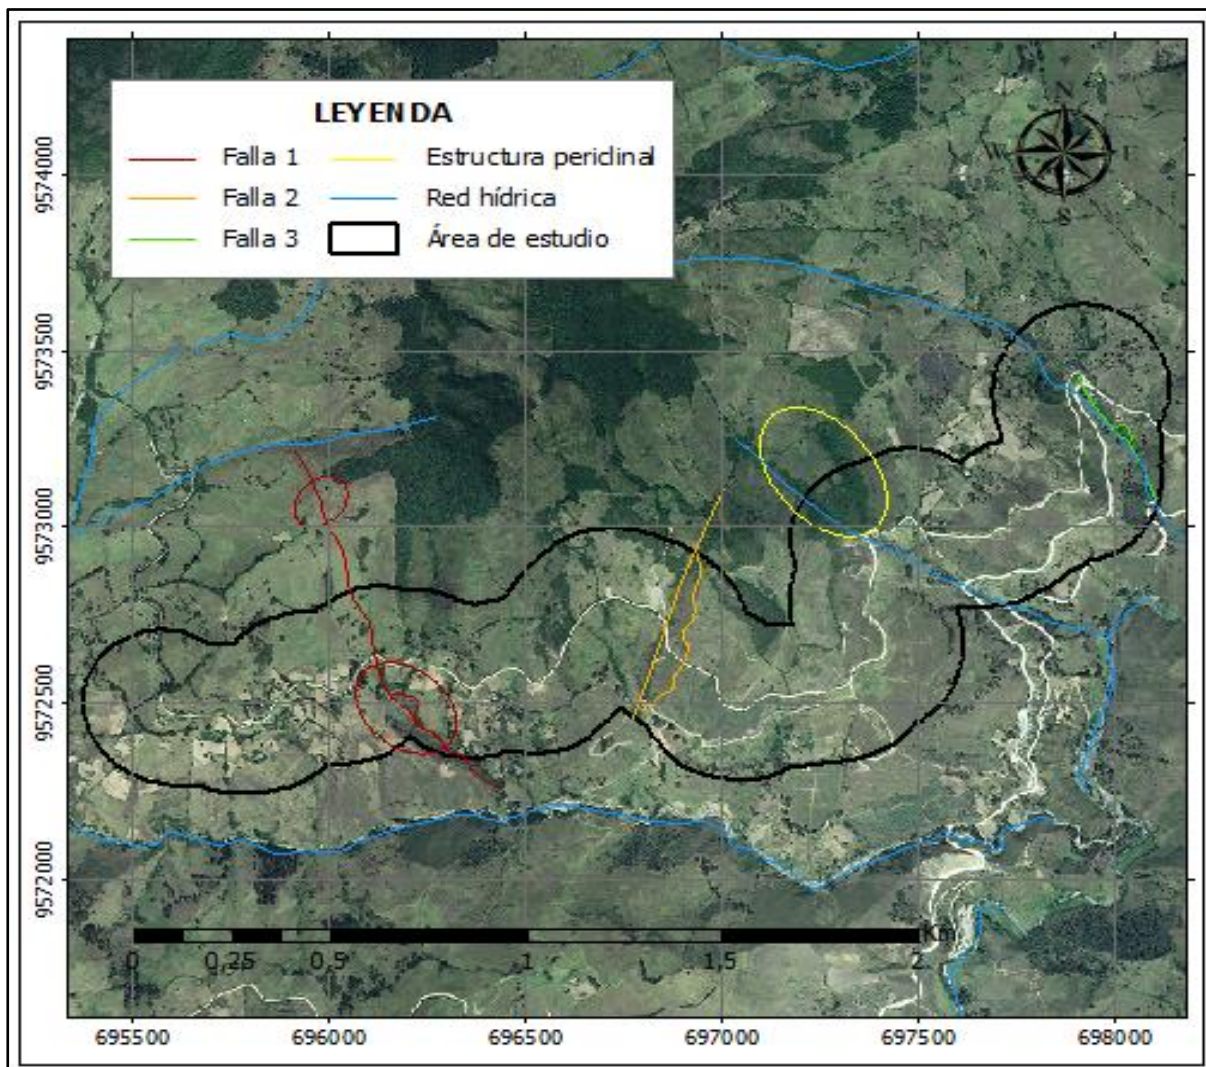 LEYENDA
Falla 1 Estructura periclinal
Falla 2 Red hídrica
Falla 3 Área de estudio
N
W E
S
9574000
9573500
9573000
9572500
9572000
0 0,25 0,5 1 1,5 2
Km
695500 696000 696500 697000 697500 698000